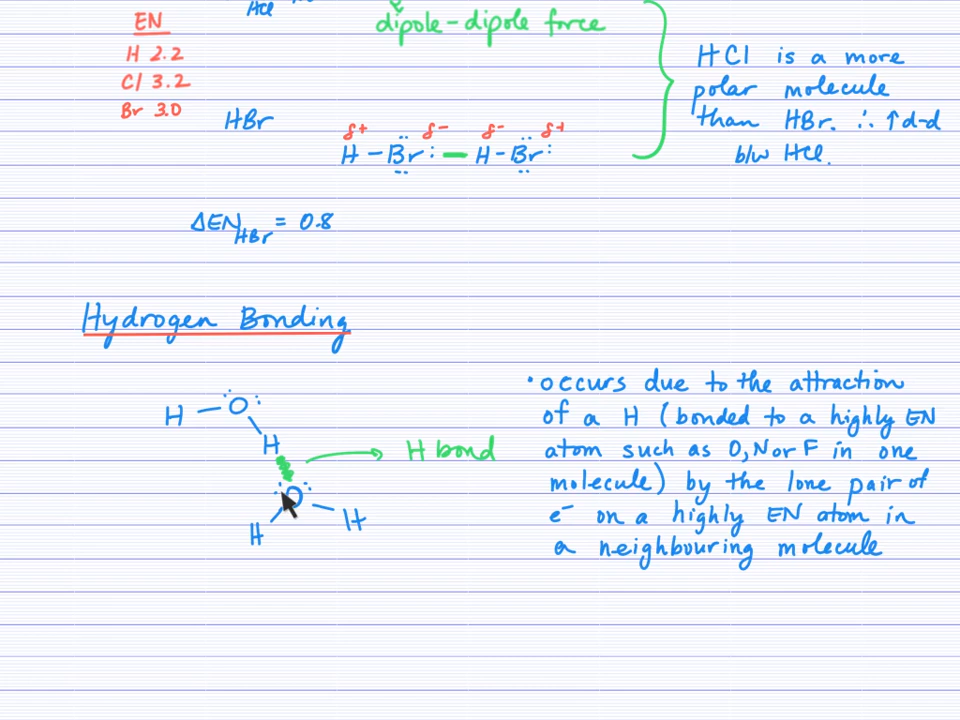 HCl
dipole - dipole force
EN
H 2.2
Cl 3.2
Br 3.0
HCl is a more
polar molecule
than HBr. ∴ ↑d-d
b/w HCl.
HBr
δ+ δ- δ- δ+
H - Br : - H - Br :
ΔEN HBr = 0.8
Hydrogen Bonding
H - O
H
H bond
O
H H
• occurs due to the attraction
of a H (bonded to a highly EN
atom such as O, N or F in one
molecule) by the lone pair of
e⁻ on a highly EN atom in
a neighbouring molecule